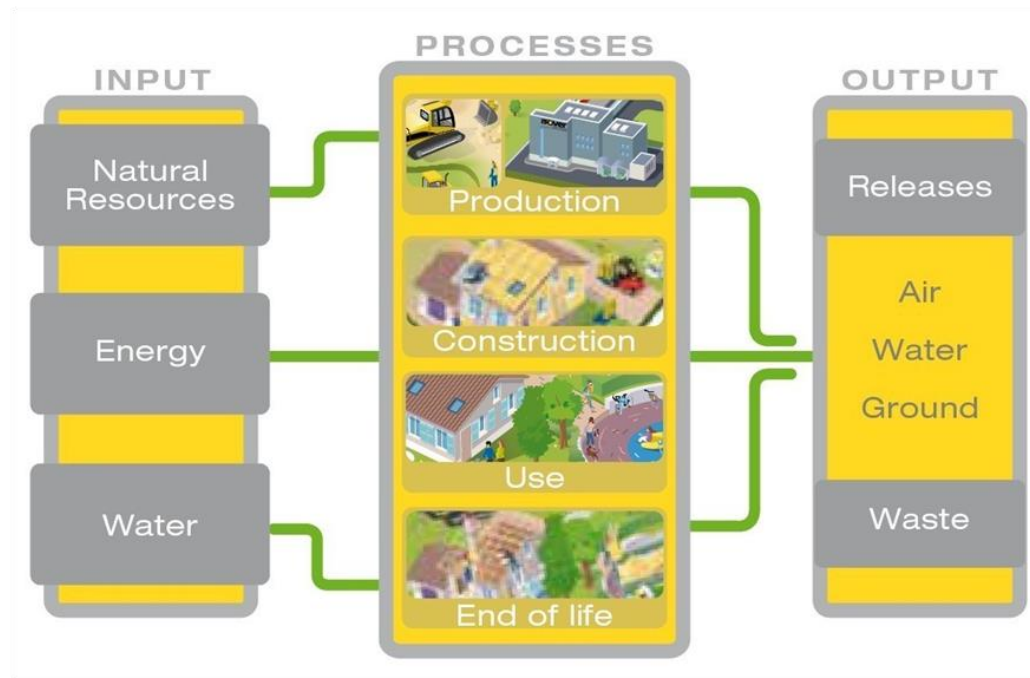 INPUT
Natural
Resources
Energy
Water
PROCESSES
Production
Construction
Use
End of life
OUTPUT
Releases
Air
Water
Ground
Waste